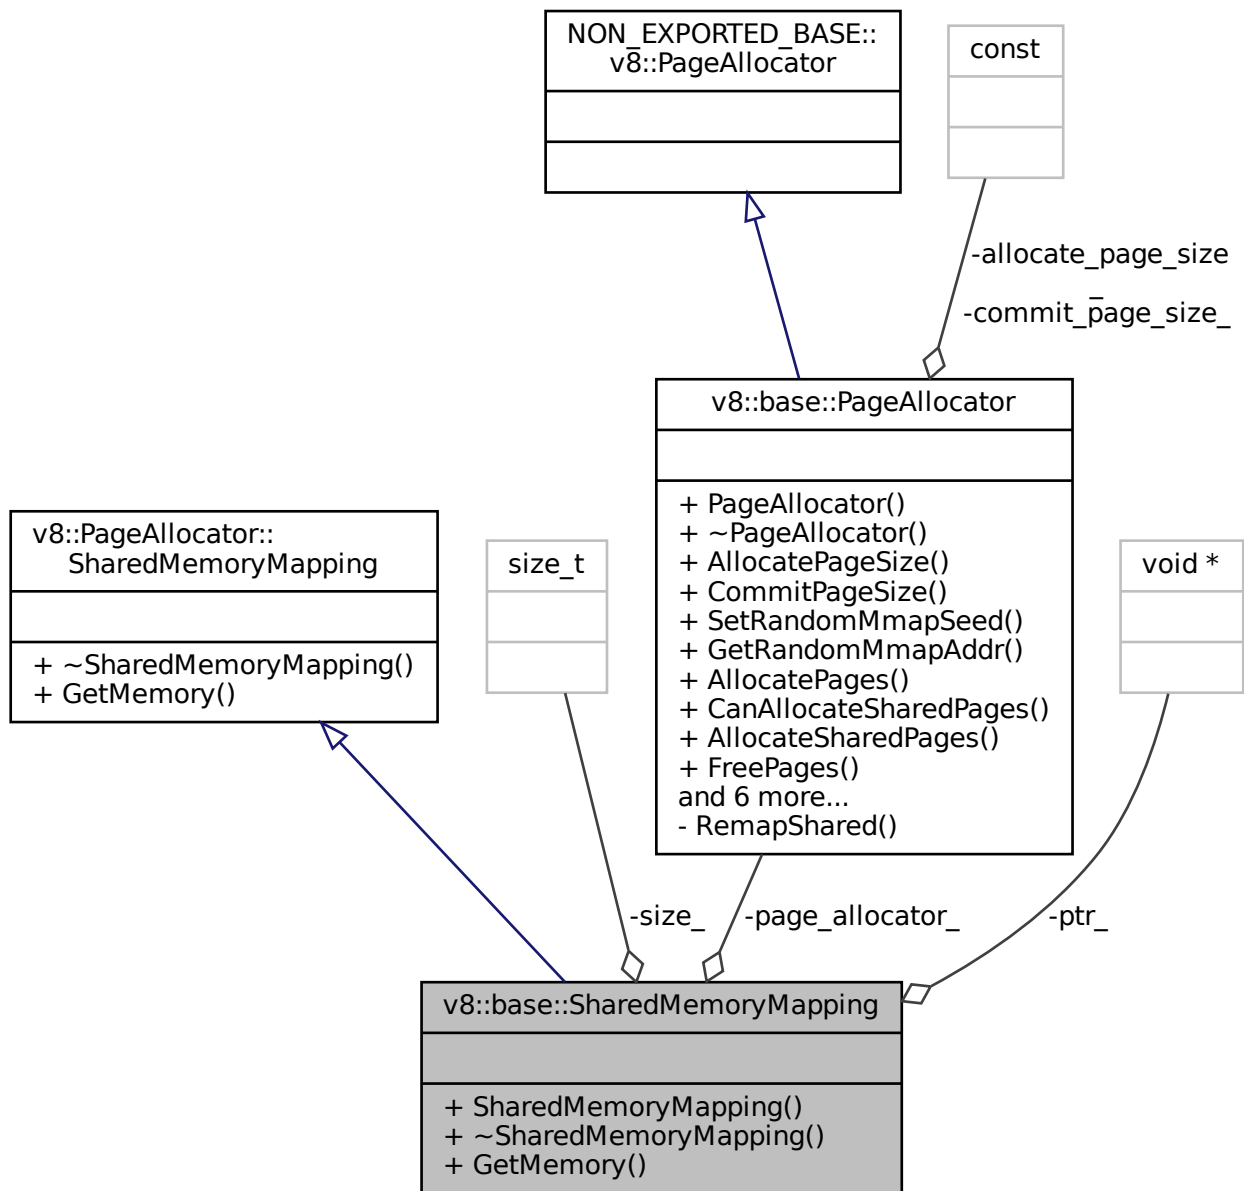 NON_EXPORTED_BASE::
v8::PageAllocator
const
-allocate_page_size
_
-commit_page_size_
v8::base::PageAllocator
+ PageAllocator()
+ ~PageAllocator()
+ AllocatePageSize()
+ CommitPageSize()
+ SetRandomMmapSeed()
+ GetRandomMmapAddr()
+ AllocatePages()
+ CanAllocateSharedPages()
+ AllocateSharedPages()
+ FreePages()
and 6 more...
- RemapShared()
v8::PageAllocator::
SharedMemoryMapping
+ ~SharedMemoryMapping()
+ GetMemory()
size_t
void *
-size_
-page_allocator_
-ptr_
v8::base::SharedMemoryMapping
+ SharedMemoryMapping()
+ ~SharedMemoryMapping()
+ GetMemory()